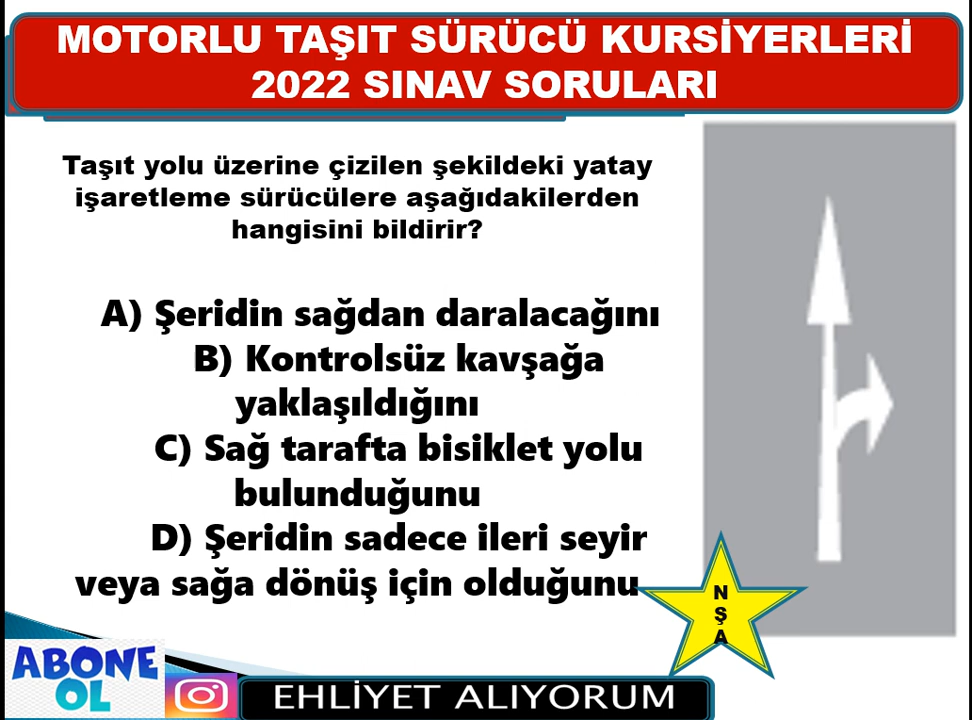 MOTORLU TAŞIT SÜRÜCÜ KURSİYERLERİ
2022 SINAV SORULARI
Taşıt yolu üzerine çizilen şekildeki yatay
işaretleme sürücülere aşağıdakilerden
hangisini bildirir?
A) Şeridin sağdan daralacağını
B) Kontrolsüz kavşağa
yaklaşıldığını
C) Sağ tarafta bisiklet yolu
bulunduğunu
D) Şeridin sadece ileri seyir
veya sağa dönüş için olduğunu
N
Ş
A
ABONE
OL
EHLİYET ALIYORUM